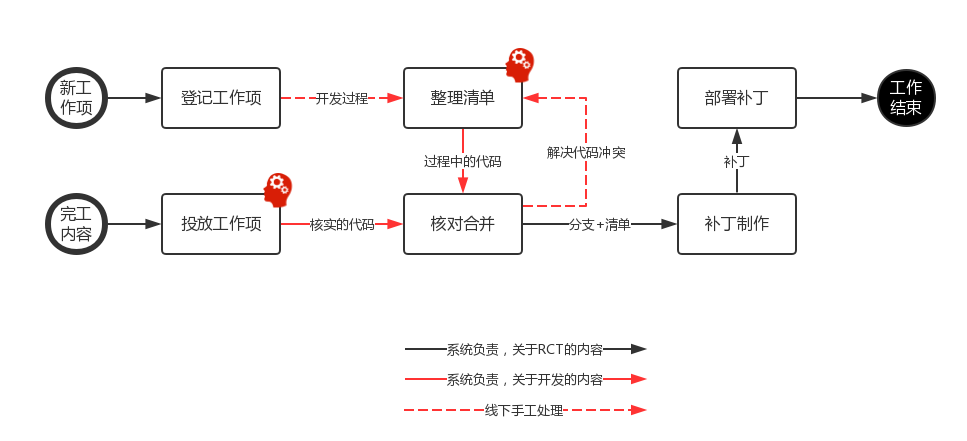 新工
作项
登记工作项
开发过程
整理清单
部署补丁
工作
结束
过程中的代码
解决代码冲突
补丁
完工
内容
投放工作项
核实的代码
核对合并
分支+清单
补丁制作
系统负责，关于RCT的内容
系统负责，关于开发的内容
线下手工处理